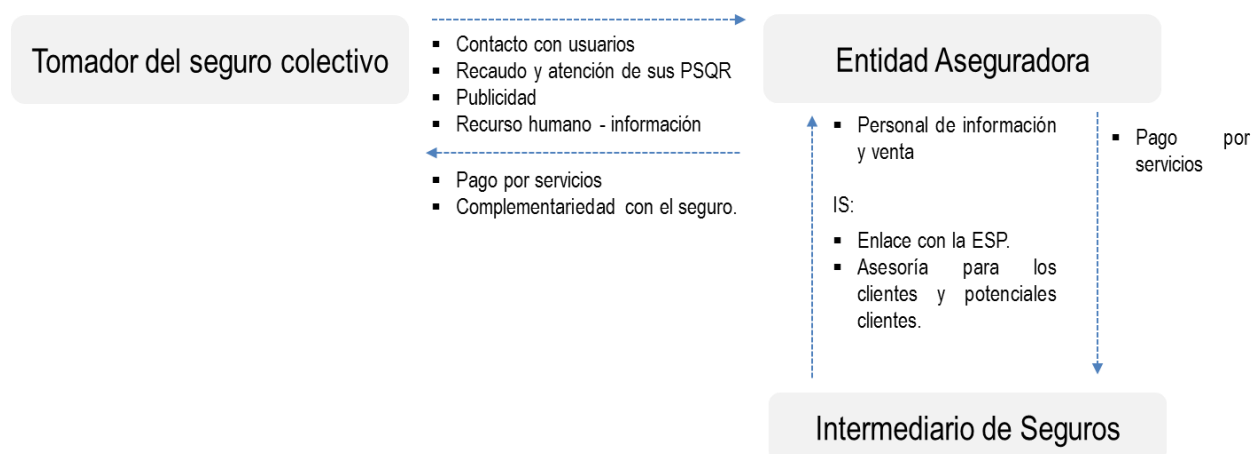 Tomador del seguro colectivo
▪ Contacto con usuarios
▪ Recaudo y atención de sus PSQR
▪ Publicidad
▪ Recurso humano - información
▪ Pago por servicios
▪ Complementariedad con el seguro.
Entidad Aseguradora
▪ Personal de información
y venta
IS:
▪ Enlace con la ESP.
▪ Asesoría para los
clientes y potenciales
clientes.
▪ Pago por
servicios
Intermediario de Seguros